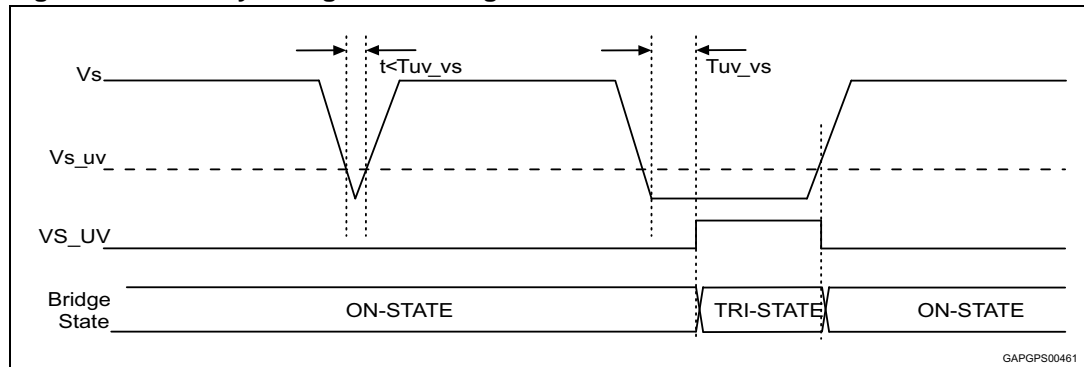 t<Tuv_vs
Tuv_vs
Vs
Vs_uv
VS_UV
Bridge
State
ON-STATE
TRI-STATE
ON-STATE
GAPGPS00461